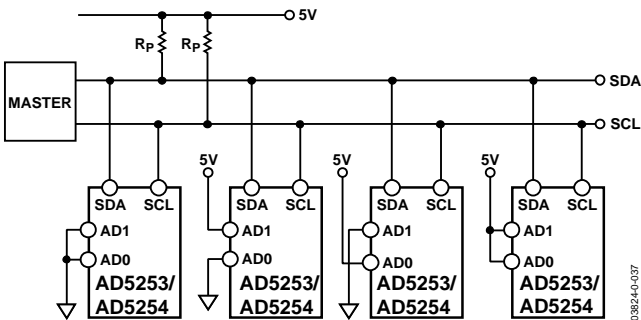 5V
RP RP
SDA
MASTER
SCL
5V 5V 5V
SDA SCL SDA SCL SDA SCL SDA SCL
AD1 AD1 AD1 AD1
AD0 AD0 AD0 AD0
AD5253/ AD5253/ AD5253/ AD5253/
AD5254 AD5254 AD5254 AD5254
03824-0-037